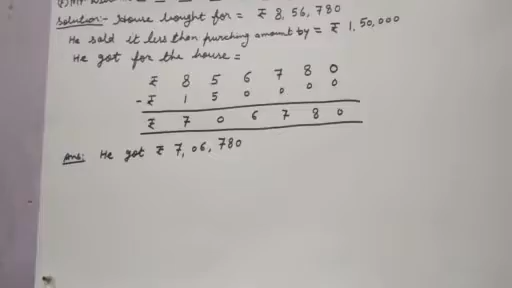 Solution:- House bought for = ₹ 8,56,780
He sold it less than purching amount by = ₹ 1,50,000
He got for the house =
₹ 8 5 6 7 8 0
- ₹ 1 5 0 0 0 0
₹ 7 0 6 7 8 0
Ans: He got ₹ 7,06,780